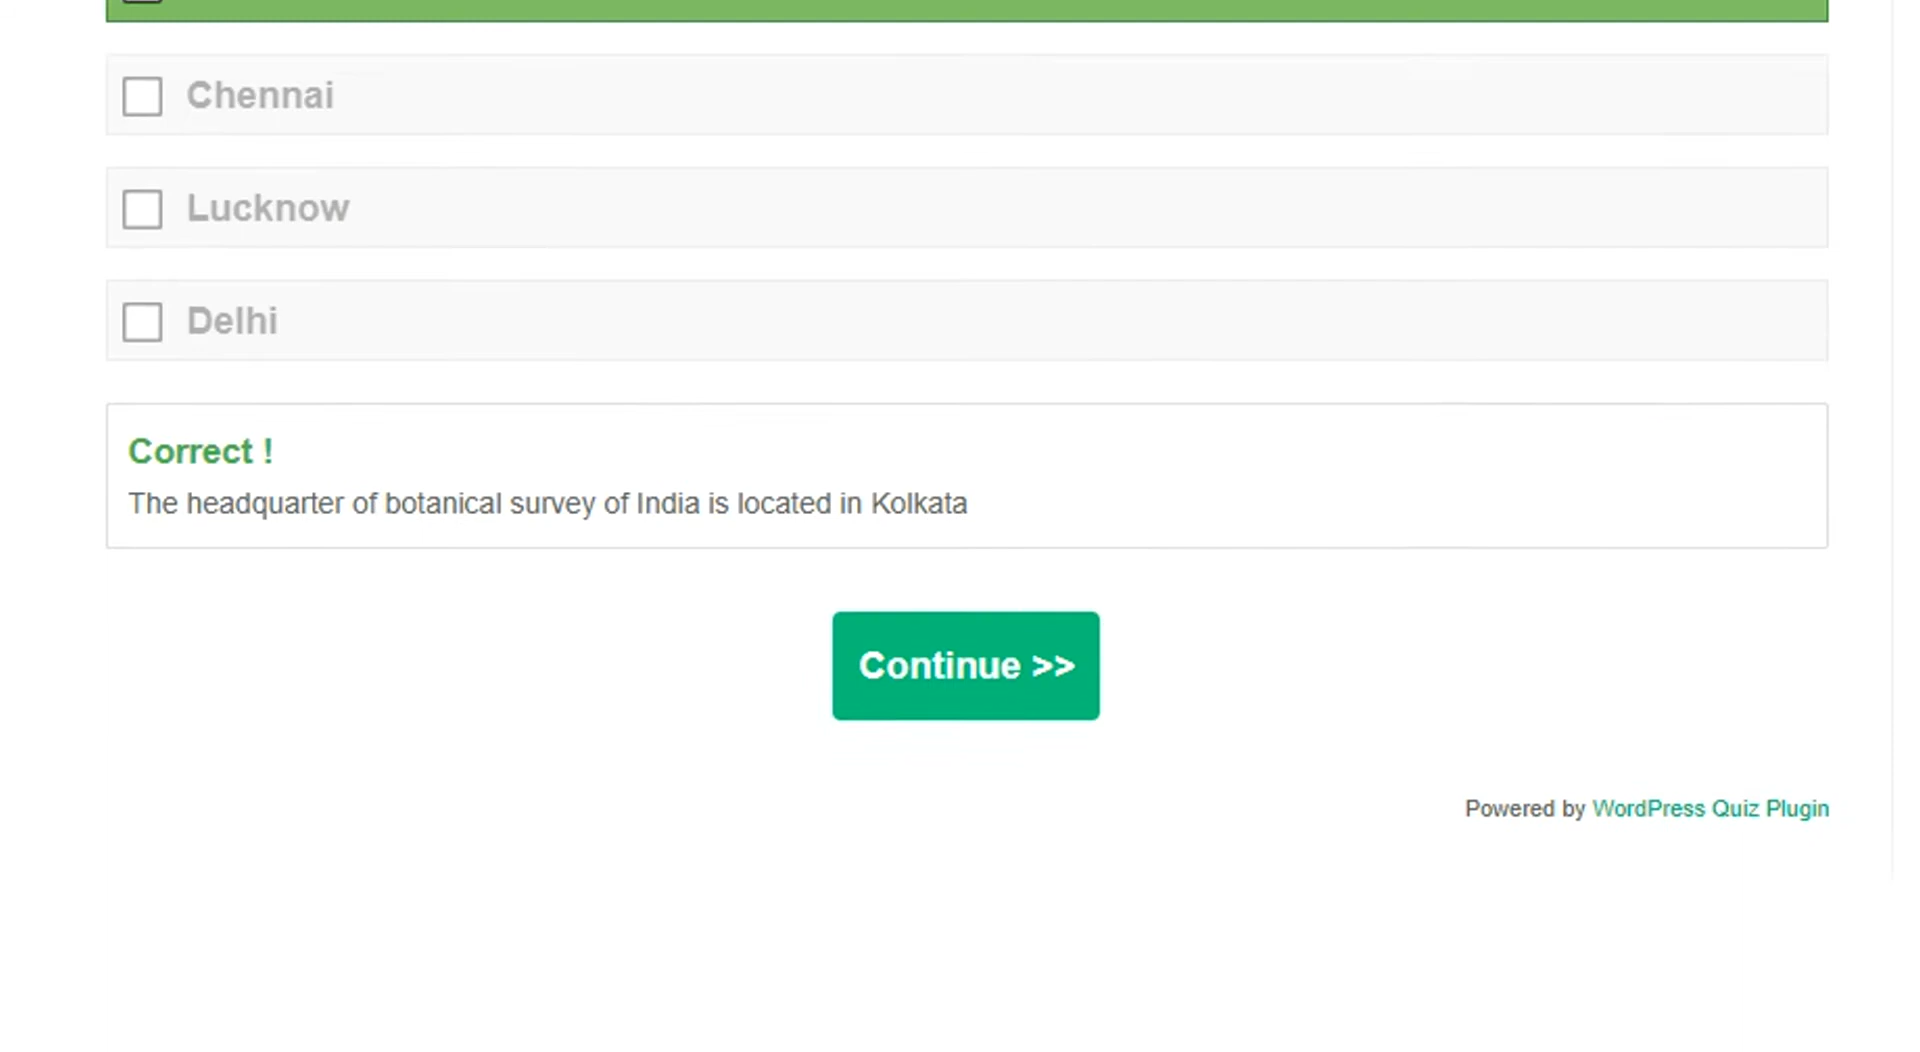 Chennai
Lucknow
Delhi
Correct !
The headquarter of botanical survey of India is located in Kolkata
Continue >>
Powered by WordPress Quiz Plugin